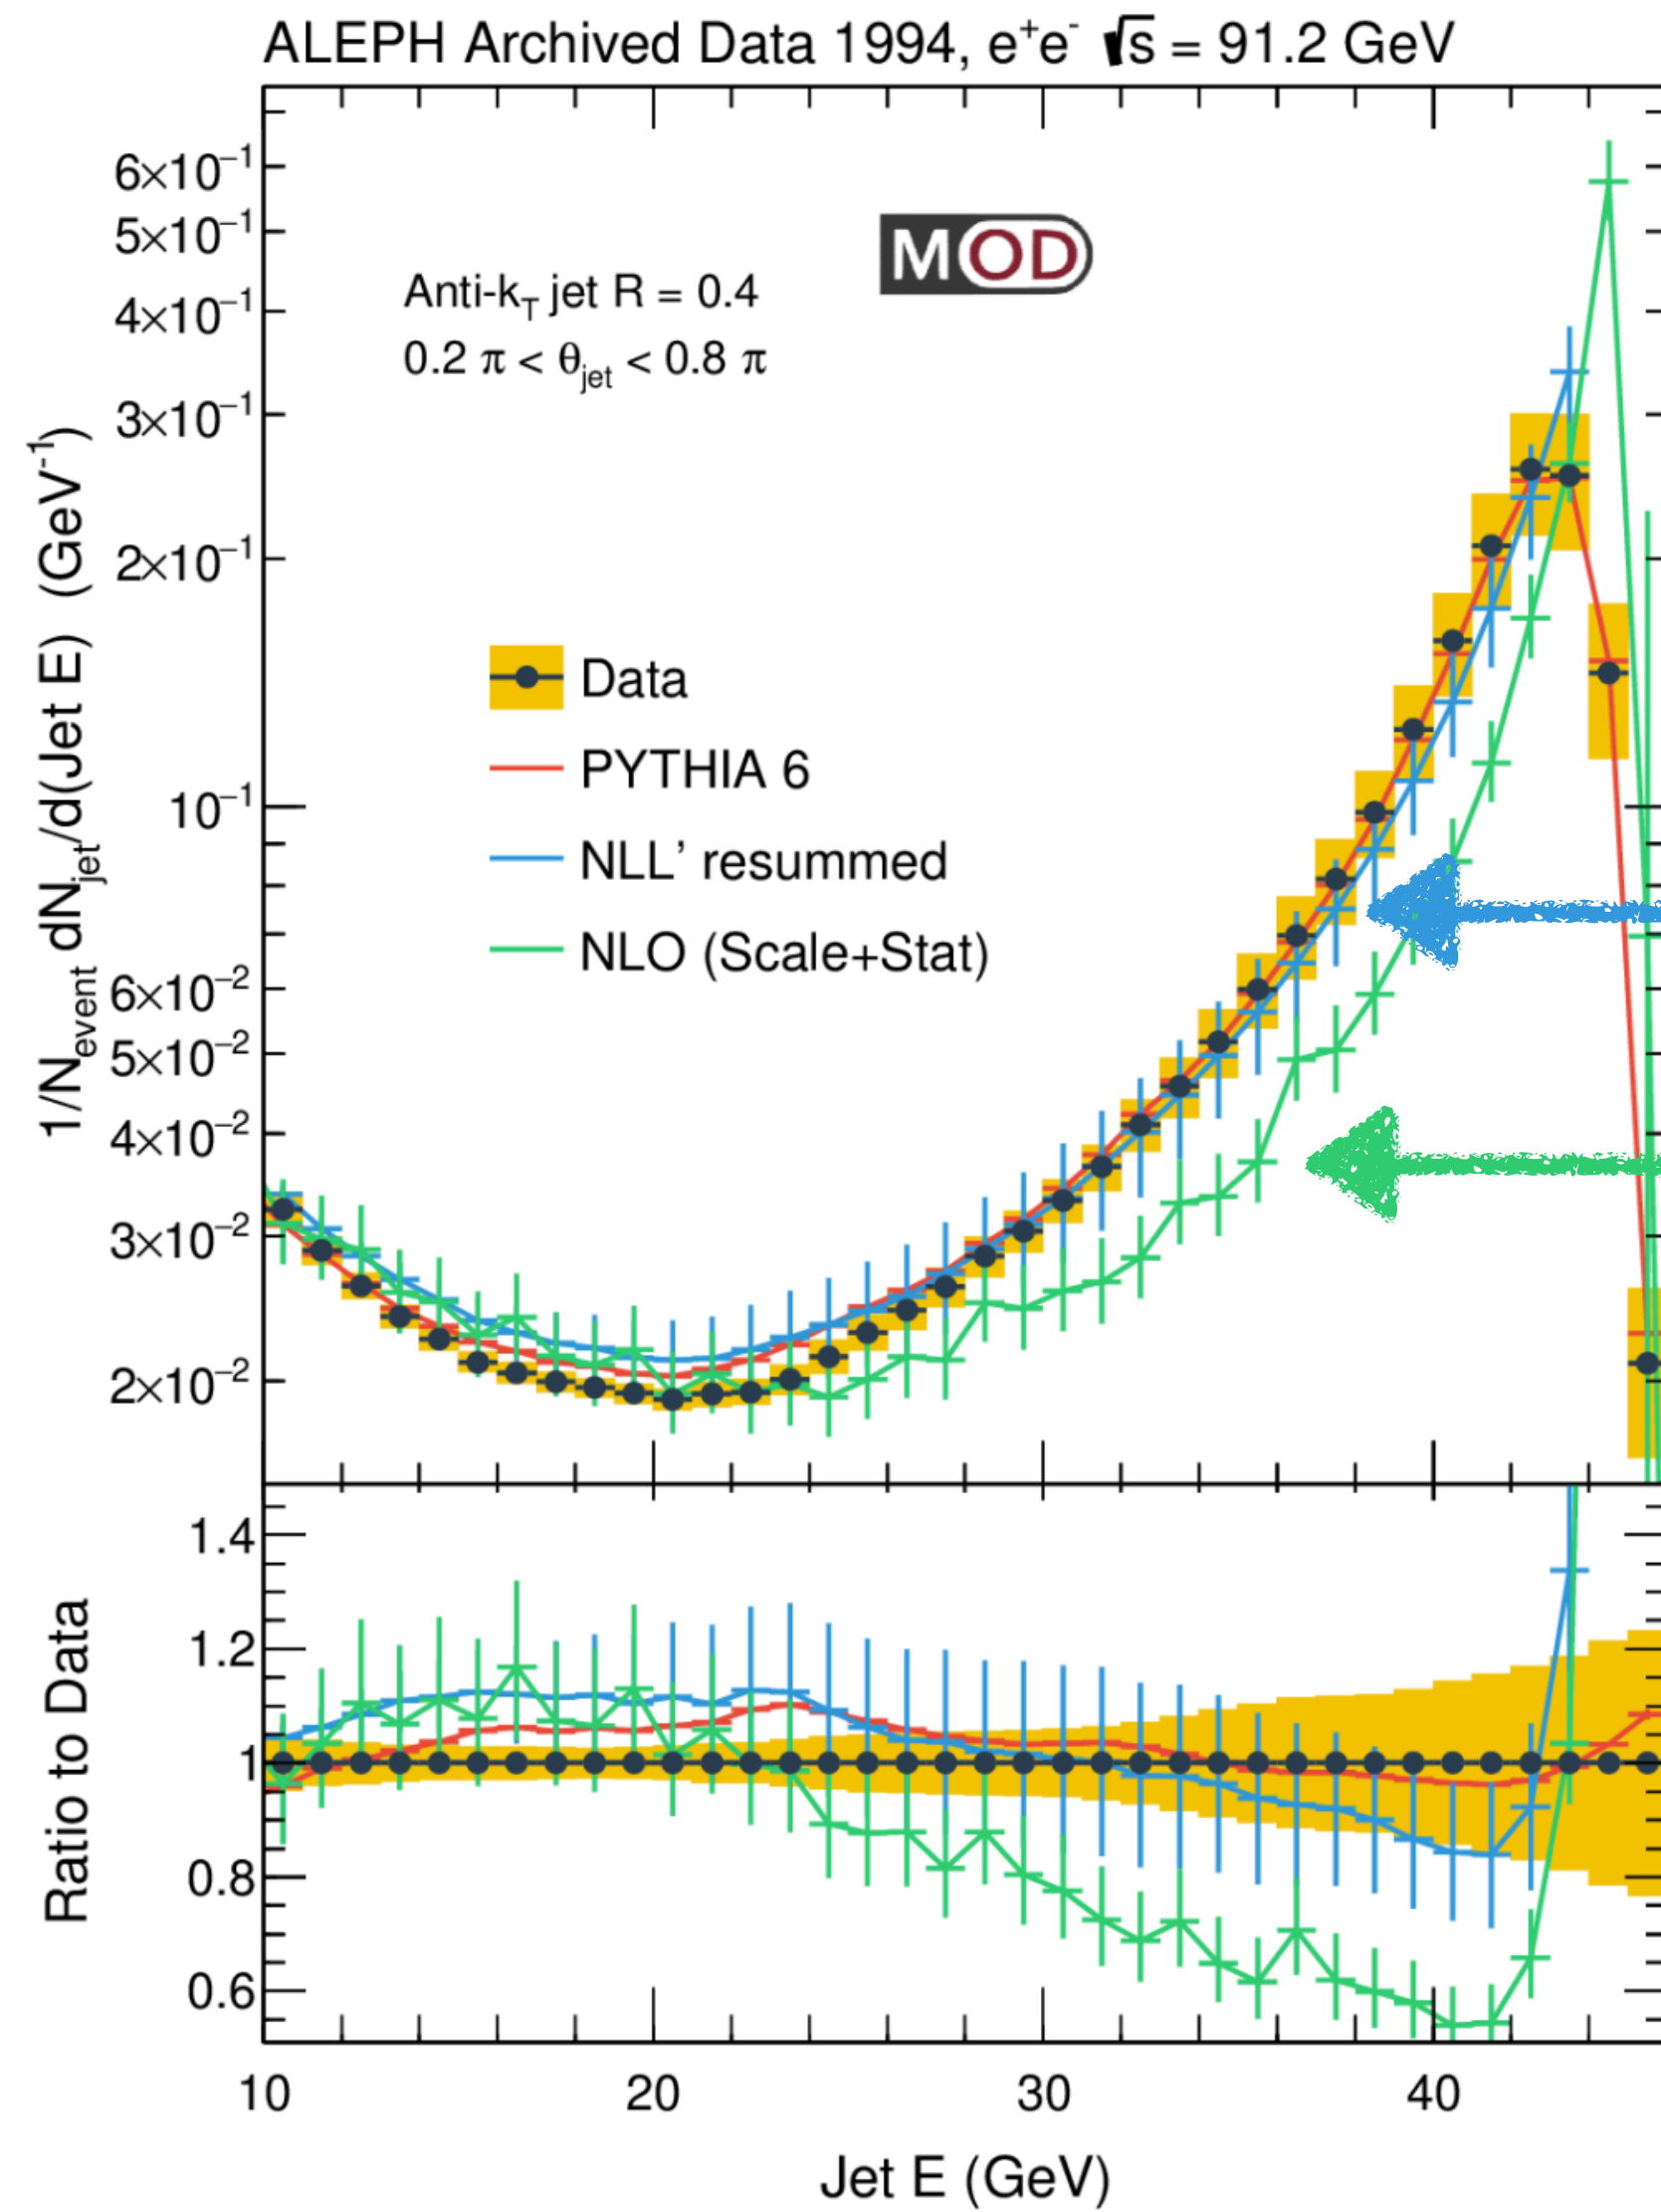 ALEPH Archived Data 1994, e⁺e⁻ √s = 91.2 GeV
6×10⁻¹
5×10⁻¹
4×10⁻¹
3×10⁻¹
2×10⁻¹
10⁻¹
6×10⁻²
5×10⁻²
4×10⁻²
3×10⁻²
2×10⁻²
1/N_event dN_jet/d(Jet E) (GeV⁻¹)
MOD
Anti-k_T jet R = 0.4
0.2 π < θ_jet < 0.8 π
Data
PYTHIA 6
NLL' resummed
NLO (Scale+Stat)
1.4
1.2
1
0.8
0.6
Ratio to Data
10 20 30 40
Jet E (GeV)